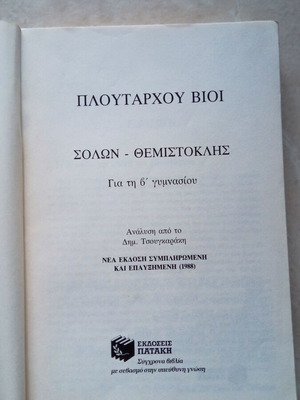 ΠΛΟΥΤΑΡΧΟΥ ΒΙΟΙ
ΣΟΛΩΝ - ΘΕΜΙΣΤΟΚΛΗΣ
Για τη β΄ γυμνασίου
Ανάλυση από το
Δημ. Τσουγκαράκη
ΝΕΑ ΕΚΔΟΣΗ ΣΥΜΠΛΗΡΩΜΕΝΗ
ΚΑΙ ΕΠΑΥΞΗΜΕΝΗ (1988)
ΕΚΔΟΣΕΙΣ
ΠΑΤΑΚΗ
Σύγχρονα βιβλία
με σεβασμό στην υπεύθυνη γνώση